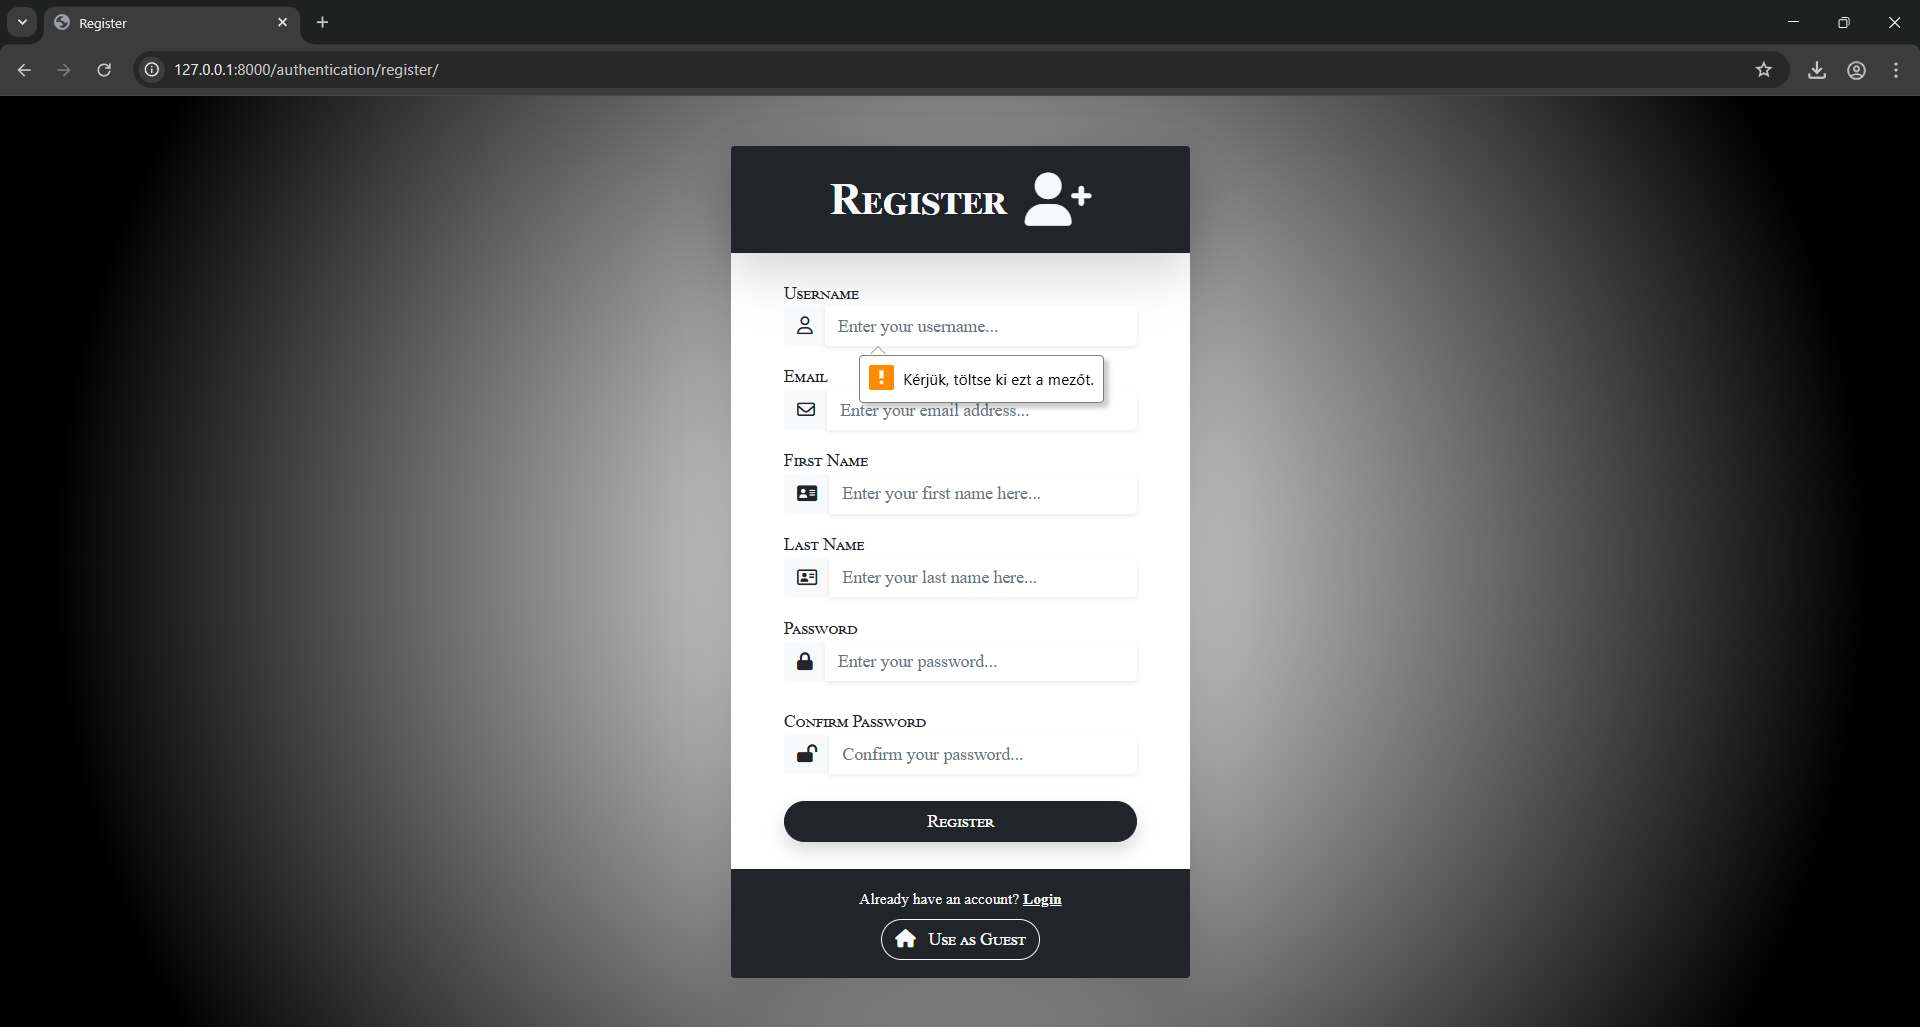 Register
127.0.0.1:8000/authentication/register/
Register
Username
Enter your username...
Kérjük, töltse ki ezt a mezőt.
Email
Enter your email address...
First Name
Enter your first name here...
Last Name
Enter your last name here...
Password
Enter your password...
Confirm Password
Confirm your password...
Register
Already have an account? Login
Use as Guest